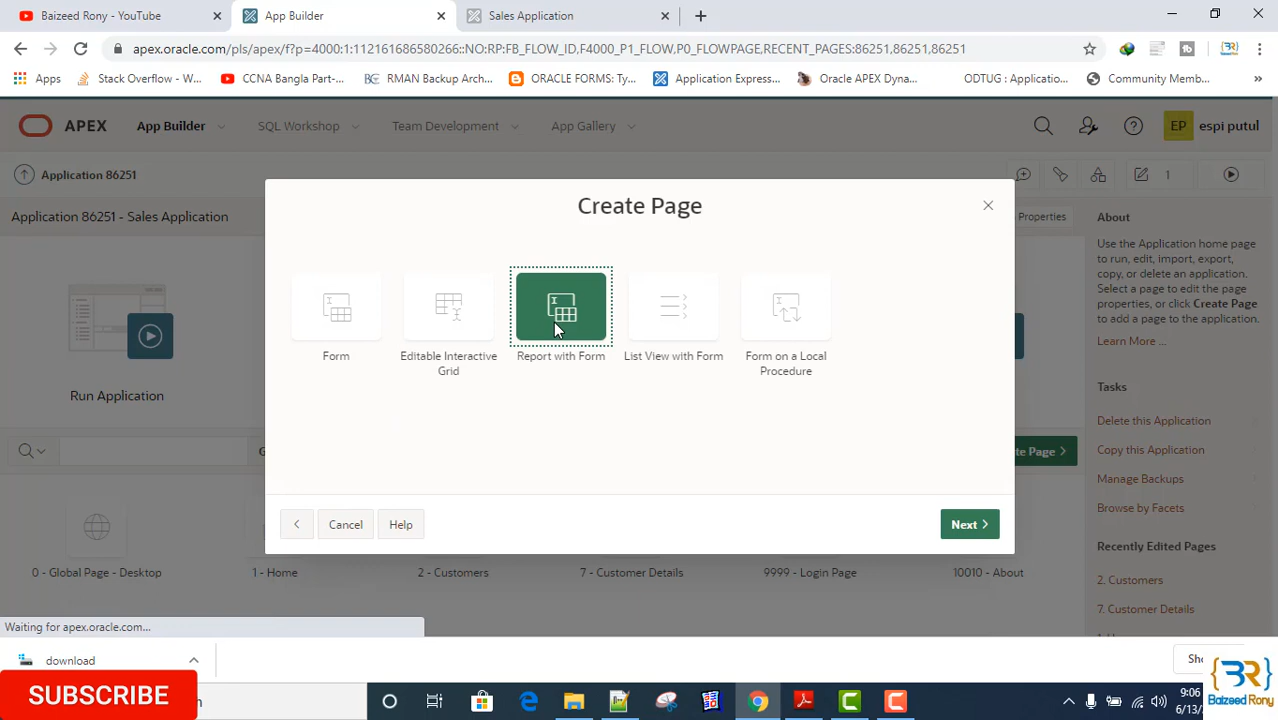 Baizeed Rony - YouTube
App Builder
Sales Application
apex.oracle.com/pls/apex/f?p=4000:1:112161686580266::NO:RP:FB_FLOW_ID,F4000_P1_FLOW,P0_FLOWPAGE,RECENT_PAGES:86251,86251,86251
Apps
Stack Overflow - W...
CCNA Bangla Part-...
RMAN Backup Arch...
ORACLE FORMS: Ty...
Application Express...
Oracle APEX Dyna...
ODTUG : Applicatio...
Community Memb...
APEX
App Builder
SQL Workshop
Team Development
App Gallery
EP
espi putul
Application 86251
1
Application 86251 - Sales Application
Properties
Create Page
Form
Editable Interactive
Grid
Report with Form
List View with Form
Form on a Local
Procedure
Cancel
Help
Next
Run Application
G
te Page
0 - Global Page - Desktop
1 - Home
2 - Customers
7 - Customer Details
9999 - Login Page
10010 - About
About
Use the Application home page
to run, edit, import, export,
copy, or delete an application.
Select a page to edit the page
properties, or click Create Page
to add a page to the application.
Learn More ...
Tasks
Delete this Application
Copy this Application
Manage Backups
Browse by Facets
Recently Edited Pages
2. Customers
7. Customer Details
Waiting for apex.oracle.com...
download
Sho
SUBSCRIBE
n
9:06
6/13/
{BR}
Baizeed Rony